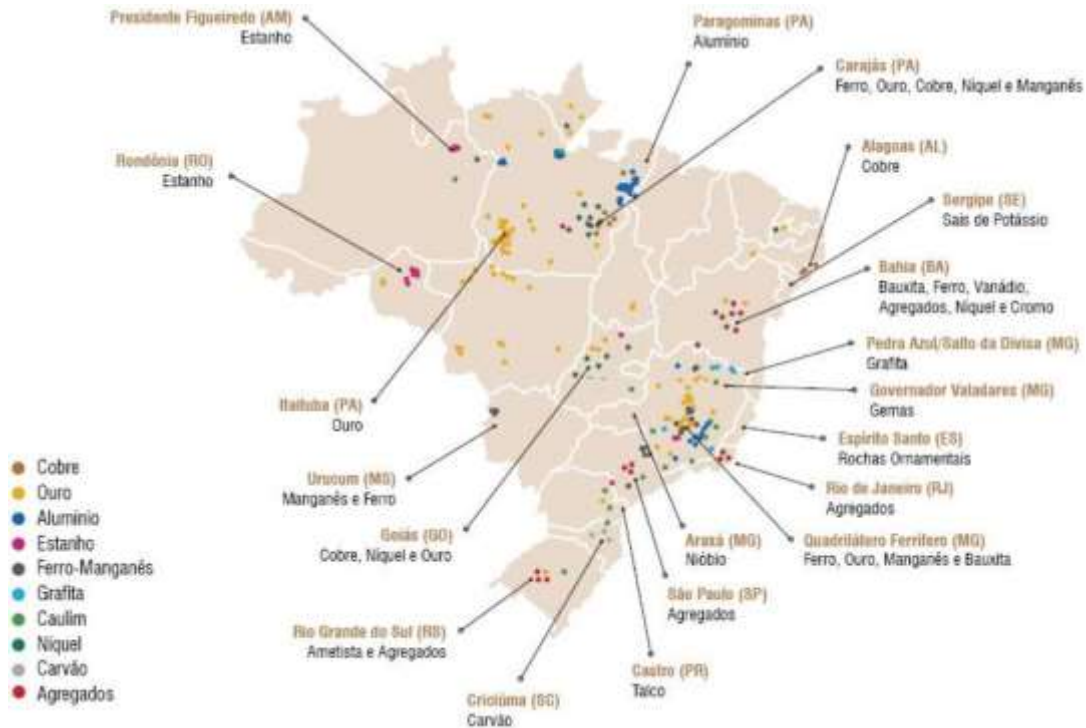 Presidente Figueiredo (AM)
Estanho
Paragominas (PA)
Alumínio
Carajás (PA)
Ferro, Ouro, Cobre, Níquel e Manganês
Rondônia (RO)
Estanho
Alagoas (AL)
Cobre
Sergipe (SE)
Sais de Potássio
Bahia (BA)
Bauxita, Ferro, Vanádio,
Agregados, Níquel e Cromo
Pedra Azul/Salto da Divisa (MG)
Grafita
Governador Valadares (MG)
Gemas
Itaituba (PA)
Ouro
Espírito Santo (ES)
Rochas Ornamentais
Urucum (MS)
Manganês e Ferro
Rio de Janeiro (RJ)
Agregados
Goiás (GO)
Cobre, Níquel e Ouro
Araxá (MG)
Nióbio
Quadrilátero Ferrífero (MG)
Ferro, Ouro, Manganês e Bauxita
São Paulo (SP)
Agregados
Rio Grande do Sul (RS)
Ametista e Agregados
Castro (PR)
Talco
Criciúma (SC)
Carvão
Cobre
Ouro
Alumínio
Estanho
Ferro-Manganês
Grafita
Caulim
Níquel
Carvão
Agregados